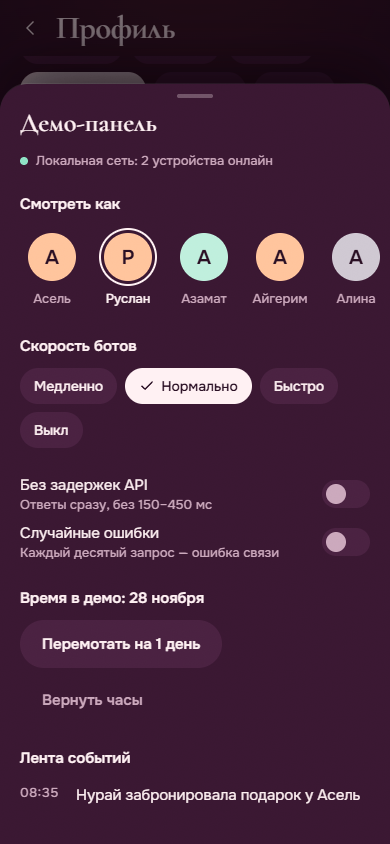 Профиль
Демо-панель
Локальная сеть: 2 устройства онлайн
Смотреть как
А Р А А А
Асель Руслан Азамат Айгерим Алина
Скорость ботов
Медленно Нормально Быстро
Выкл
Без задержек API
Ответы сразу, без 150–450 мс
Случайные ошибки
Каждый десятый запрос — ошибка связи
Время в демо: 28 ноября
Перемотать на 1 день
Вернуть часы
Лента событий
08:35 Нурай забронировала подарок у Асель